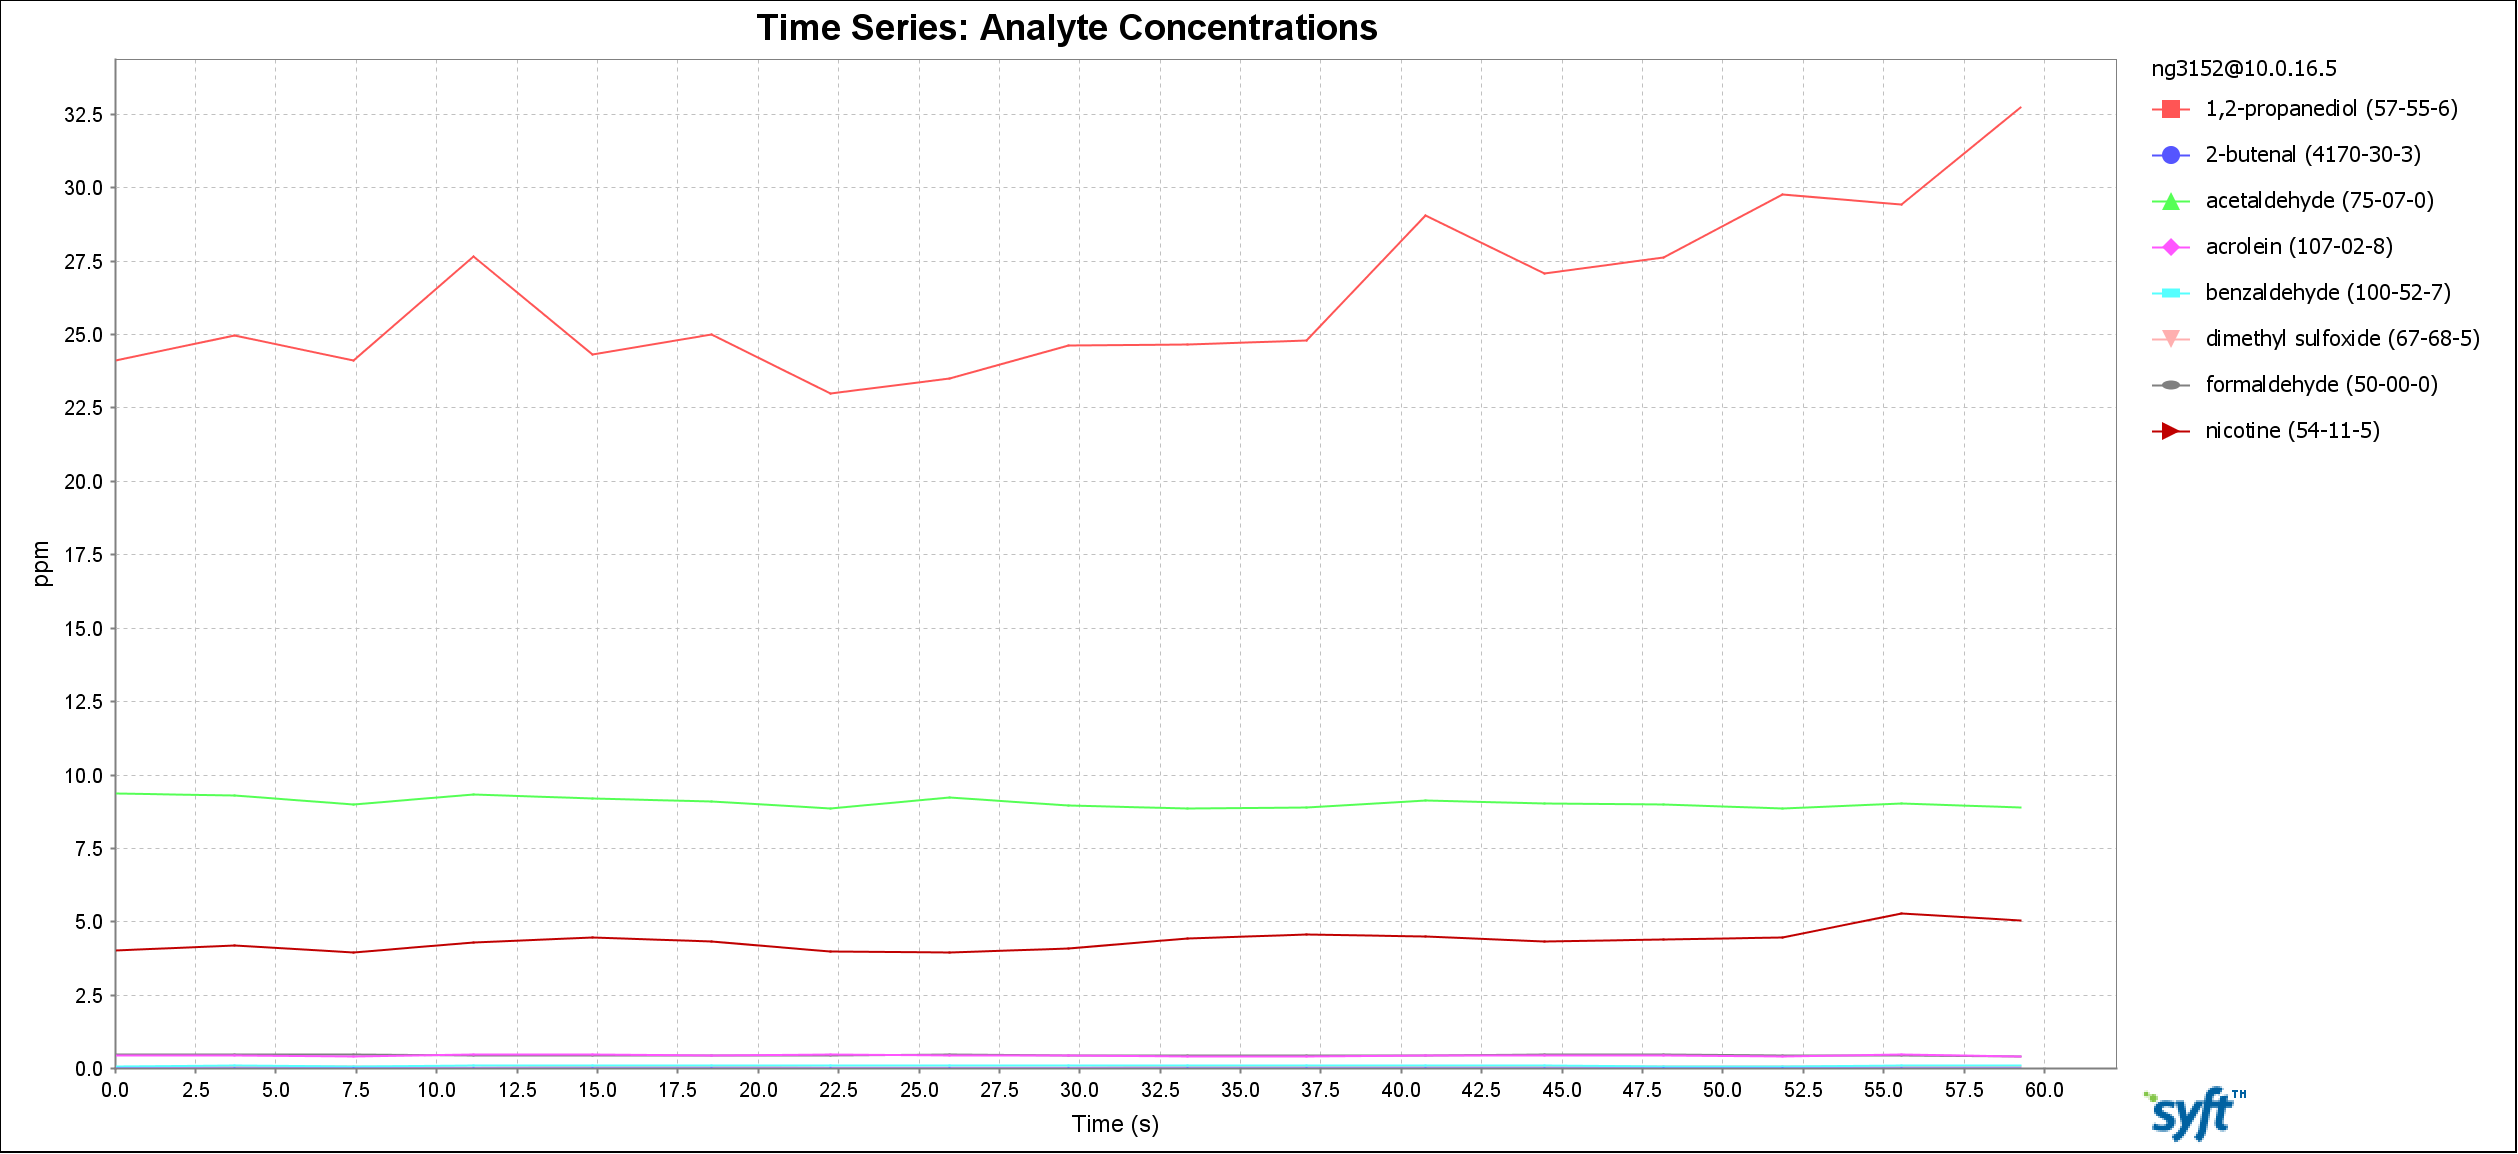 Time Series: Analyte Concentrations
ng3152@10.0.16.5
1,2-propanediol (57-55-6)
2-butenal (4170-30-3)
acetaldehyde (75-07-0)
acrolein (107-02-8)
benzaldehyde (100-52-7)
dimethyl sulfoxide (67-68-5)
formaldehyde (50-00-0)
nicotine (54-11-5)
32.5
30.0
27.5
25.0
22.5
20.0
17.5
15.0
12.5
10.0
7.5
5.0
2.5
0.0
ppm
0.0 2.5 5.0 7.5 10.0 12.5 15.0 17.5 20.0 22.5 25.0 27.5 30.0 32.5 35.0 37.5 40.0 42.5 45.0 47.5 50.0 52.5 55.0 57.5 60.0
Time (s)
syft™